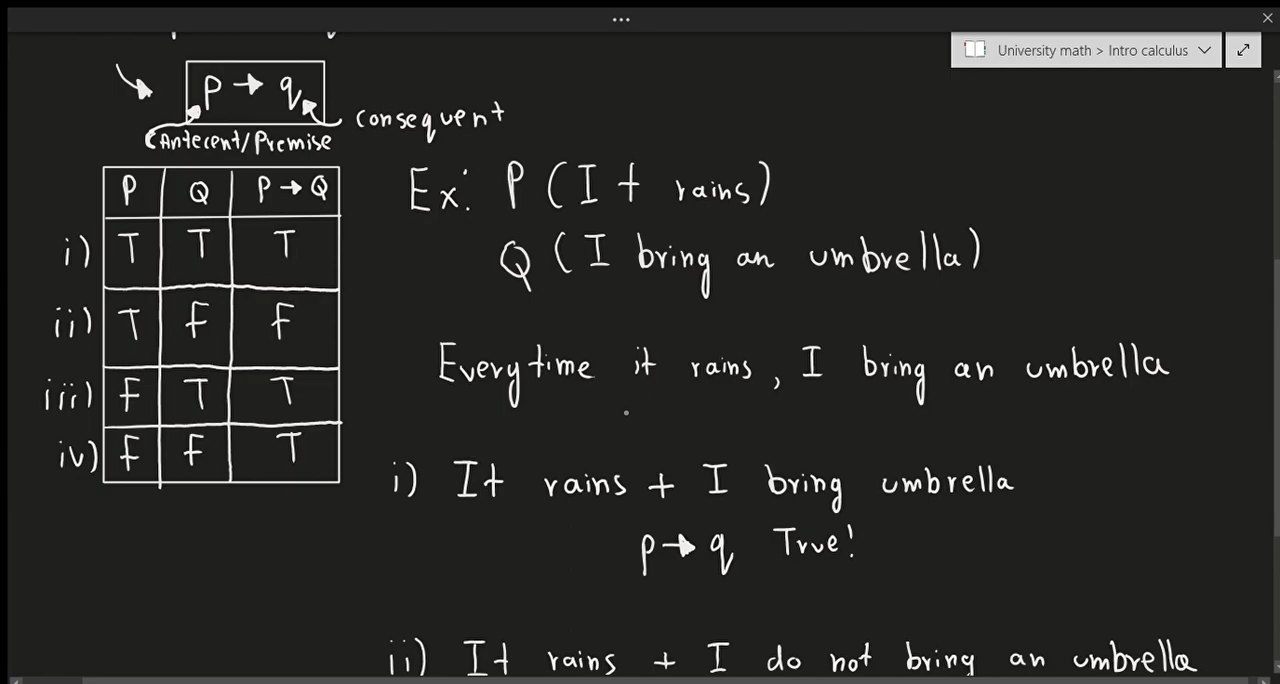 ...
University math > Intro calculus
p → q
consequent
(Antecent/Premise
P Q P → Q
i) T T T
ii) T F F
iii) F T T
iv) F F T
Ex: P (It rains)
Q (I bring an umbrella)
Everytime it rains, I bring an umbrella
i) It rains + I bring umbrella
p → q True!
ii) It rains + I do not bring an umbrella